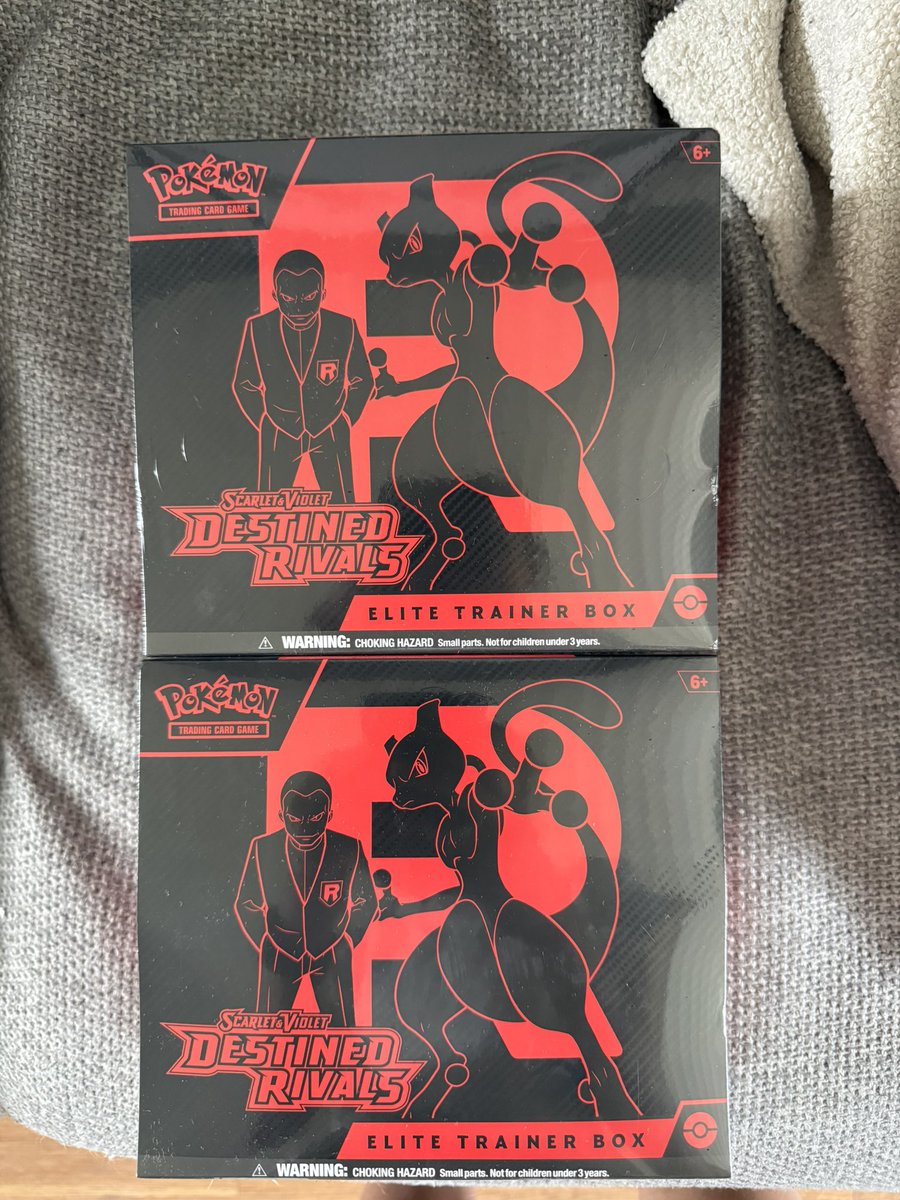 POKéMON
TRADING CARD GAME
6+
R
SCARLET & VIOLET
DESTINED
RIVALS
ELITE TRAINER BOX
WARNING: CHOKING HAZARD Small parts. Not for children under 3 years.
POKéMON
TRADING CARD GAME
6+
R
SCARLET & VIOLET
DESTINED
RIVALS
ELITE TRAINER BOX
WARNING: CHOKING HAZARD Small parts. Not for children under 3 years.